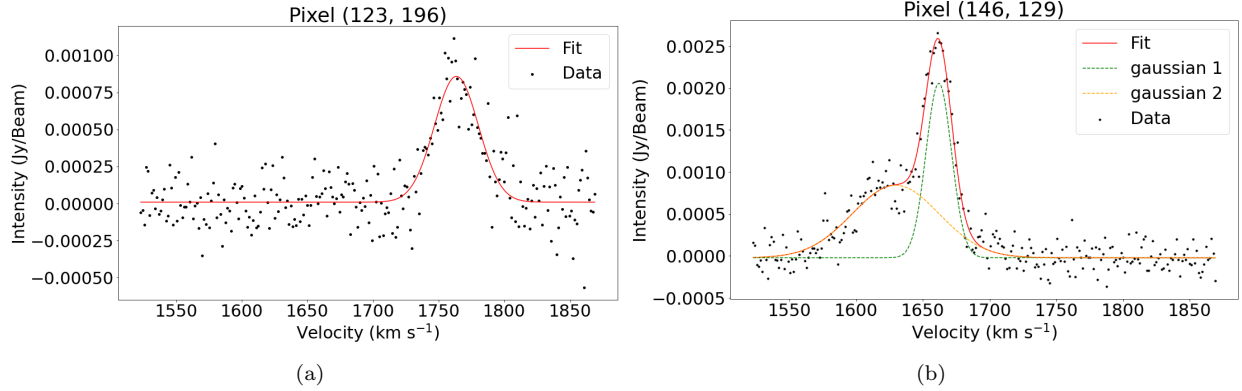 Pixel (123, 196)
Intensity (Jy/Beam)
0.00100
0.00075
0.00050
0.00025
0.00000
−0.00025
−0.00050
Fit
Data
1550 1600 1650 1700 1750 1800 1850
Velocity (km s⁻¹)
(a)
Pixel (146, 129)
Intensity (Jy/Beam)
0.0025
0.0020
0.0015
0.0010
0.0005
0.0000
−0.0005
Fit
gaussian 1
gaussian 2
Data
1550 1600 1650 1700 1750 1800 1850
Velocity (km s⁻¹)
(b)